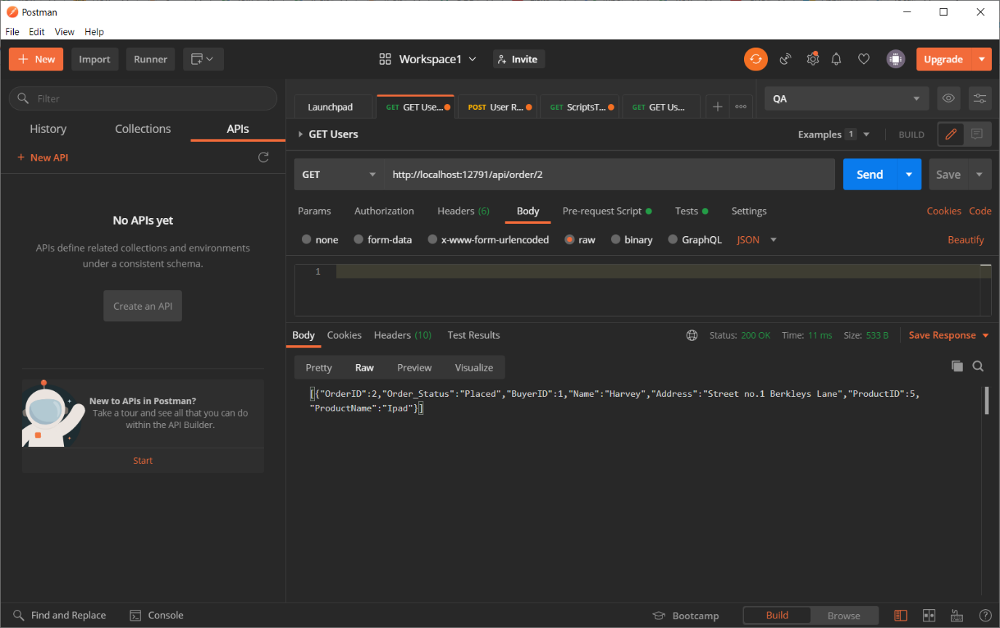 Postman
File Edit View Help
+ New Import Runner Workspace1 Invite Upgrade
Filter
History Collections APIs
+ New API
No APIs yet
APIs define related collections and environments
under a consistent schema.
Create an API
New to APIs in Postman?
Take a tour and see all that you can do
within the API Builder.
Start
Launchpad GET GET Use... POST User R... GET ScriptsT... GET GET Us... QA
GET Users Examples 1 BUILD
GET http://localhost:12791/api/order/2 Send Save
Params Authorization Headers (6) Body Pre-request Script Tests Settings Cookies Code
none form-data x-www-form-urlencoded raw binary GraphQL JSON Beautify
1
Body Cookies Headers (10) Test Results Status: 200 OK Time: 11 ms Size: 533 B Save Response
Pretty Raw Preview Visualize
[{"OrderID":2,"Order_Status":"Placed","BuyerID":1,"Name":"Harvey","Address":"Street no.1 Berkleys Lane","ProductID":5,
"ProductName":"Ipad"}]
Find and Replace Console Bootcamp Build Browse